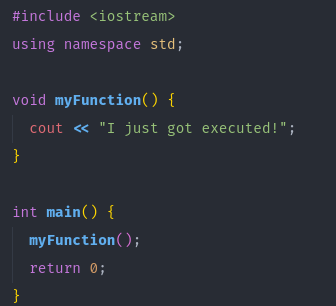 #include <iostream>
using namespace std;

void myFunction() {
  cout << "I just got executed!";
}

int main() {
  myFunction();
  return 0;
}